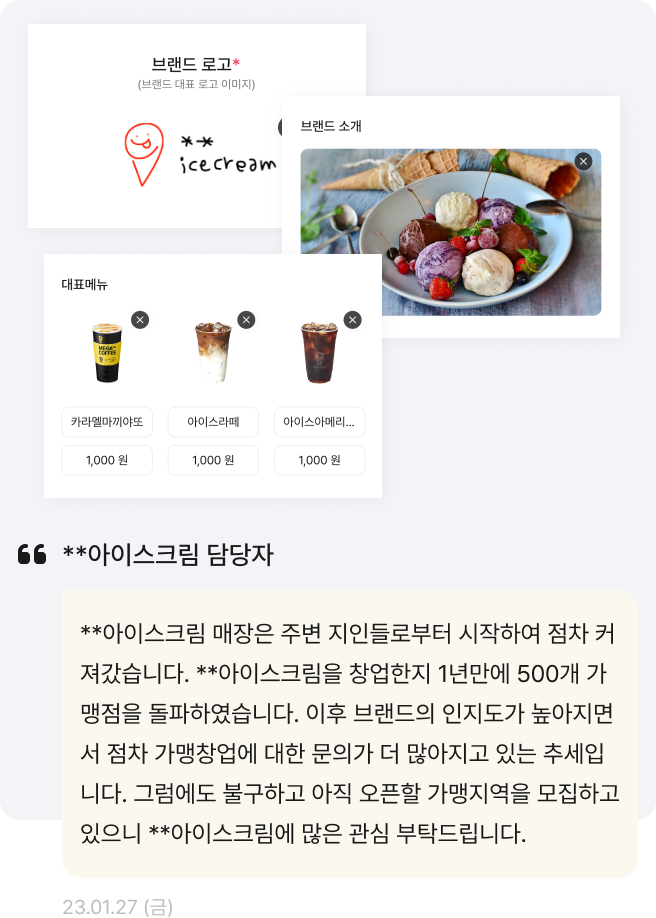 브랜드 로고*
(브랜드 대표 로고 이미지)
**
icecream
브랜드 소개
대표메뉴
MEGA
COFFEE
카라멜마끼야또
아이스라떼
아이스아메리...
1,000 원
1,000 원
1,000 원
**아이스크림 담당자
**아이스크림 매장은 주변 지인들로부터 시작하여 점차 커
져갔습니다. **아이스크림을 창업한지 1년만에 500개 가
맹점을 돌파하였습니다. 이후 브랜드의 인지도가 높아지면
서 점차 가맹창업에 대한 문의가 더 많아지고 있는 추세입
니다. 그럼에도 불구하고 아직 오픈할 가맹지역을 모집하고
있으니 **아이스크림에 많은 관심 부탁드립니다.
23.01.27 (금)